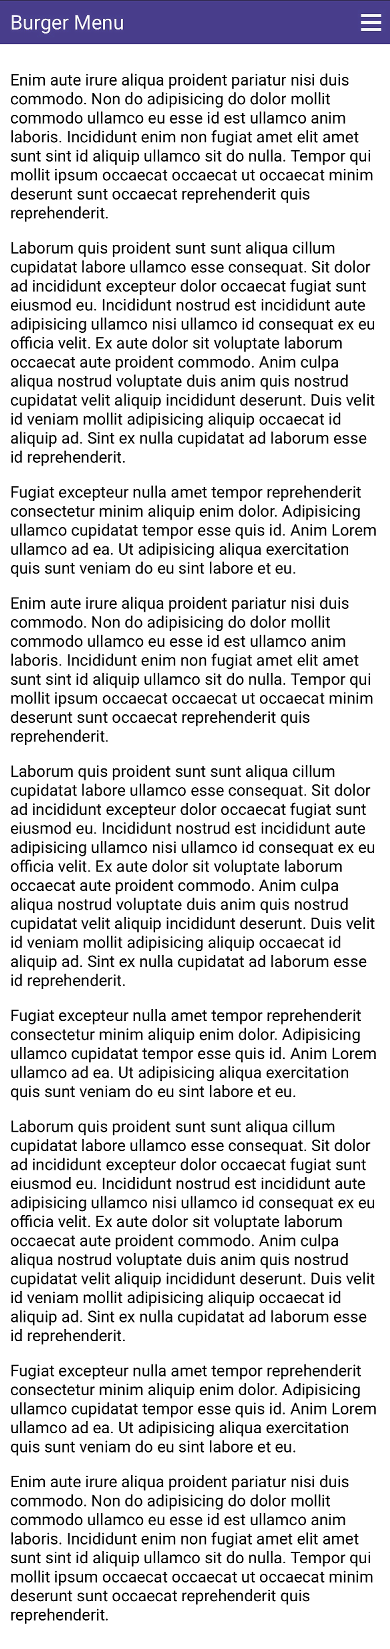 Burger Menu
Enim aute irure aliqua proident pariatur nisi duis
commodo. Non do adipisicing do dolor mollit
commodo ullamco eu esse id est ullamco anim
laboris. Incididunt enim non fugiat amet elit amet
sunt sint id aliquip ullamco sit do nulla. Tempor qui
mollit ipsum occaecat occaecat ut occaecat minim
deserunt sunt occaecat reprehenderit quis
reprehenderit.
Laborum quis proident sunt sunt aliqua cillum
cupidatat labore ullamco esse consequat. Sit dolor
ad incididunt excepteur dolor occaecat fugiat sunt
eiusmod eu. Incididunt nostrud est incididunt aute
adipisicing ullamco nisi ullamco id consequat ex eu
officia velit. Ex aute dolor sit voluptate laborum
occaecat aute proident commodo. Anim culpa
aliqua nostrud voluptate duis anim quis nostrud
cupidatat velit aliquip incididunt deserunt. Duis velit
id veniam mollit adipisicing aliquip occaecat id
aliquip ad. Sint ex nulla cupidatat ad laborum esse
id reprehenderit.
Fugiat excepteur nulla amet tempor reprehenderit
consectetur minim aliquip enim dolor. Adipisicing
ullamco cupidatat tempor esse quis id. Anim Lorem
ullamco ad ea. Ut adipisicing aliqua exercitation
quis sunt veniam do eu sint labore et eu.
Enim aute irure aliqua proident pariatur nisi duis
commodo. Non do adipisicing do dolor mollit
commodo ullamco eu esse id est ullamco anim
laboris. Incididunt enim non fugiat amet elit amet
sunt sint id aliquip ullamco sit do nulla. Tempor qui
mollit ipsum occaecat occaecat ut occaecat minim
deserunt sunt occaecat reprehenderit quis
reprehenderit.
Laborum quis proident sunt sunt aliqua cillum
cupidatat labore ullamco esse consequat. Sit dolor
ad incididunt excepteur dolor occaecat fugiat sunt
eiusmod eu. Incididunt nostrud est incididunt aute
adipisicing ullamco nisi ullamco id consequat ex eu
officia velit. Ex aute dolor sit voluptate laborum
occaecat aute proident commodo. Anim culpa
aliqua nostrud voluptate duis anim quis nostrud
cupidatat velit aliquip incididunt deserunt. Duis velit
id veniam mollit adipisicing aliquip occaecat id
aliquip ad. Sint ex nulla cupidatat ad laborum esse
id reprehenderit.
Fugiat excepteur nulla amet tempor reprehenderit
consectetur minim aliquip enim dolor. Adipisicing
ullamco cupidatat tempor esse quis id. Anim Lorem
ullamco ad ea. Ut adipisicing aliqua exercitation
quis sunt veniam do eu sint labore et eu.
Laborum quis proident sunt sunt aliqua cillum
cupidatat labore ullamco esse consequat. Sit dolor
ad incididunt excepteur dolor occaecat fugiat sunt
eiusmod eu. Incididunt nostrud est incididunt aute
adipisicing ullamco nisi ullamco id consequat ex eu
officia velit. Ex aute dolor sit voluptate laborum
occaecat aute proident commodo. Anim culpa
aliqua nostrud voluptate duis anim quis nostrud
cupidatat velit aliquip incididunt deserunt. Duis velit
id veniam mollit adipisicing aliquip occaecat id
aliquip ad. Sint ex nulla cupidatat ad laborum esse
id reprehenderit.
Fugiat excepteur nulla amet tempor reprehenderit
consectetur minim aliquip enim dolor. Adipisicing
ullamco cupidatat tempor esse quis id. Anim Lorem
ullamco ad ea. Ut adipisicing aliqua exercitation
quis sunt veniam do eu sint labore et eu.
Enim aute irure aliqua proident pariatur nisi duis
commodo. Non do adipisicing do dolor mollit
commodo ullamco eu esse id est ullamco anim
laboris. Incididunt enim non fugiat amet elit amet
sunt sint id aliquip ullamco sit do nulla. Tempor qui
mollit ipsum occaecat occaecat ut occaecat minim
deserunt sunt occaecat reprehenderit quis
reprehenderit.